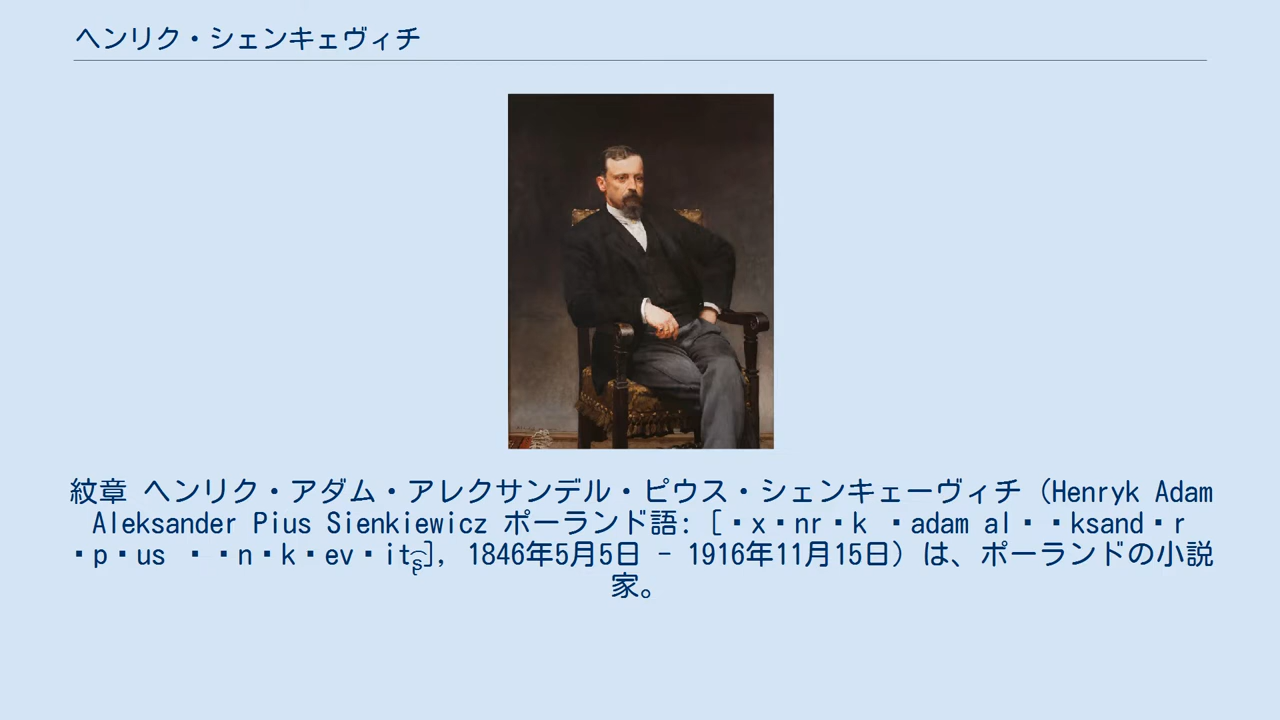 ヘンリク・シェンキェヴィチ
紋章 ヘンリク・アダム・アレクサンデル・ピウス・シェンキェーヴィチ（Henryk Adam
Aleksander Pius Sienkiewicz ポーランド語: [・x・nr・k ・adam al・・ksand・r
・p・us ・・n・k・ev・it͡ʂ], 1846年5月5日 - 1916年11月15日）は、ポーランドの小説
家。